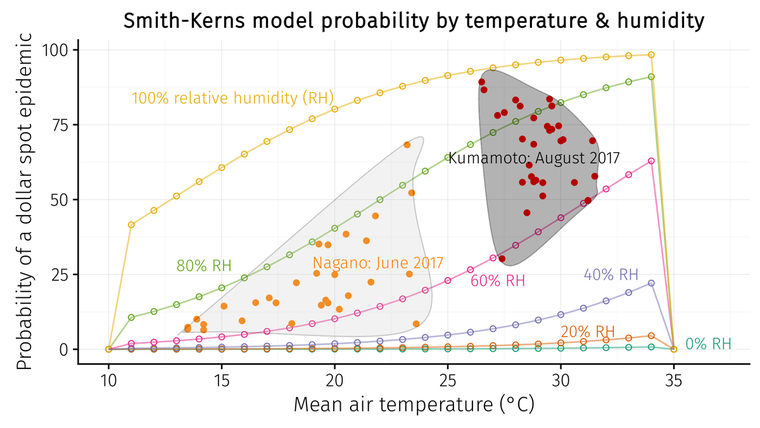 Smith-Kerns model probability by temperature & humidity
Probability of a dollar spot epidemic
100
75
50
25
0
100% relative humidity (RH)
80% RH
Nagano: June 2017
Kumamoto: August 2017
60% RH
40% RH
20% RH
0% RH
10
15
20
25
30
35
Mean air temperature (°C)